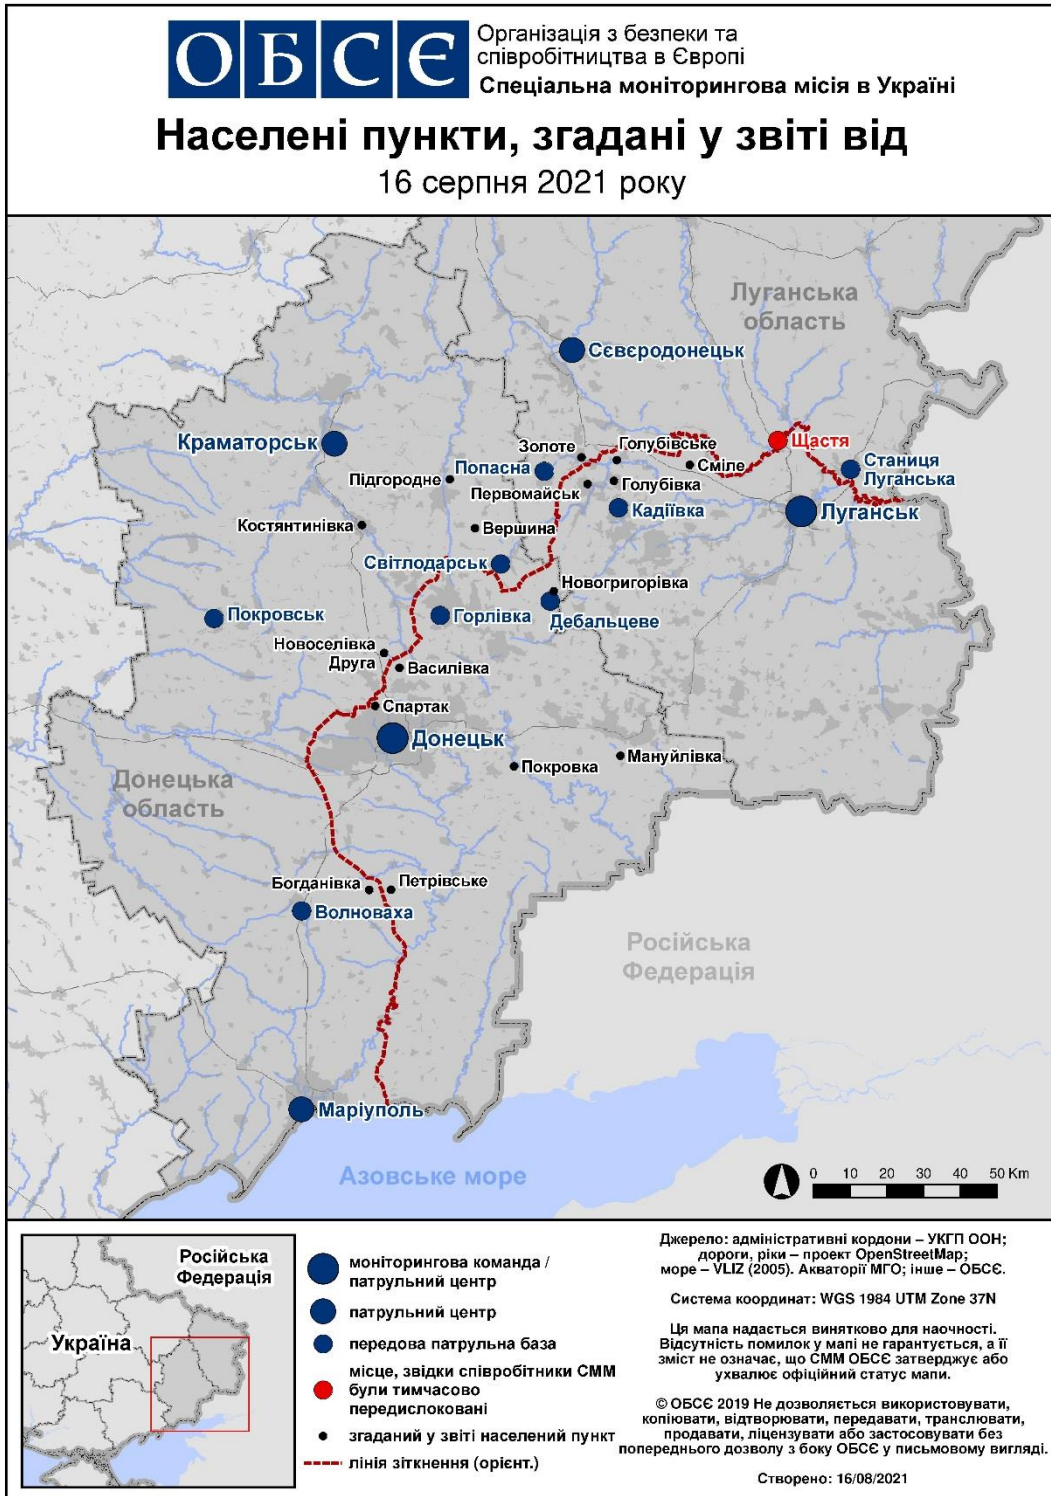 ОБСЄ
Організація з безпеки та
співробітництва в Європі
Спеціальна моніторингова місія в Україні
Населені пункти, згадані у звіті від
16 серпня 2021 року
Луганська
область
Сєвєродонецьк
Краматорськ
Щастя
Золоте
Голубівське
Сміле
Станиця
Луганська
Попасна
Підгородне
Первомайськ
Голубівка
Кадіївка
Луганськ
Костянтинівка
Вершина
Світлодарськ
Новогригорівка
Покровськ
Горлівка
Дебальцеве
Новоселівка
Друга
Василівка
Спартак
Донецьк
Мануйлівка
Покровка
Донецька
область
Богданівка
Петрівське
Волноваха
Російська
Федерація
Маріуполь
Азовське море
0 10 20 30 40 50 Km
Російська
Федерація
Україна
моніторингова команда /
патрульний центр
патрульний центр
передова патрульна база
місце, звідки співробітники СММ
були тимчасово
передислоковані
згаданий у звіті населений пункт
лінія зіткнення (орієнт.)
Джерело: адміністративні кордони – УКГП ООН;
дороги, ріки – проект OpenStreetMap;
море – VLIZ (2005). Акваторії МГО; інше – ОБСЄ.
Система координат: WGS 1984 UTM Zone 37N
Ця мапа надається винятково для наочності.
Відсутність помилок у мапі не гарантується, а її
зміст не означає, що СММ ОБСЄ затверджує або
ухвалює офіційний статус мапи.
© ОБСЄ 2019 Не дозволяється використовувати,
копіювати, відтворювати, передавати, транслювати,
продавати, ліцензувати або застосовувати без
попереднього дозволу з боку ОБСЄ у письмовому вигляді.
Створено: 16/08/2021